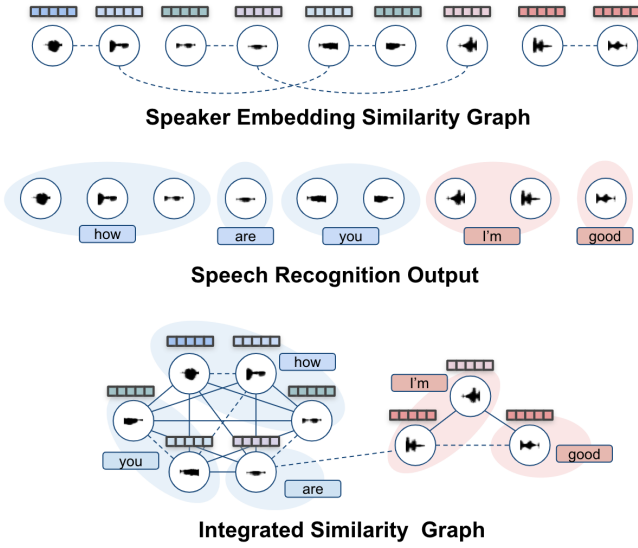 Speaker Embedding Similarity Graph
how
are
you
I'm
good
Speech Recognition Output
how
I'm
you
good
are
Integrated Similarity Graph